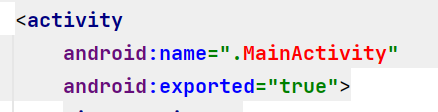 <activity
android:name=".MainActivity"
android:exported="true">